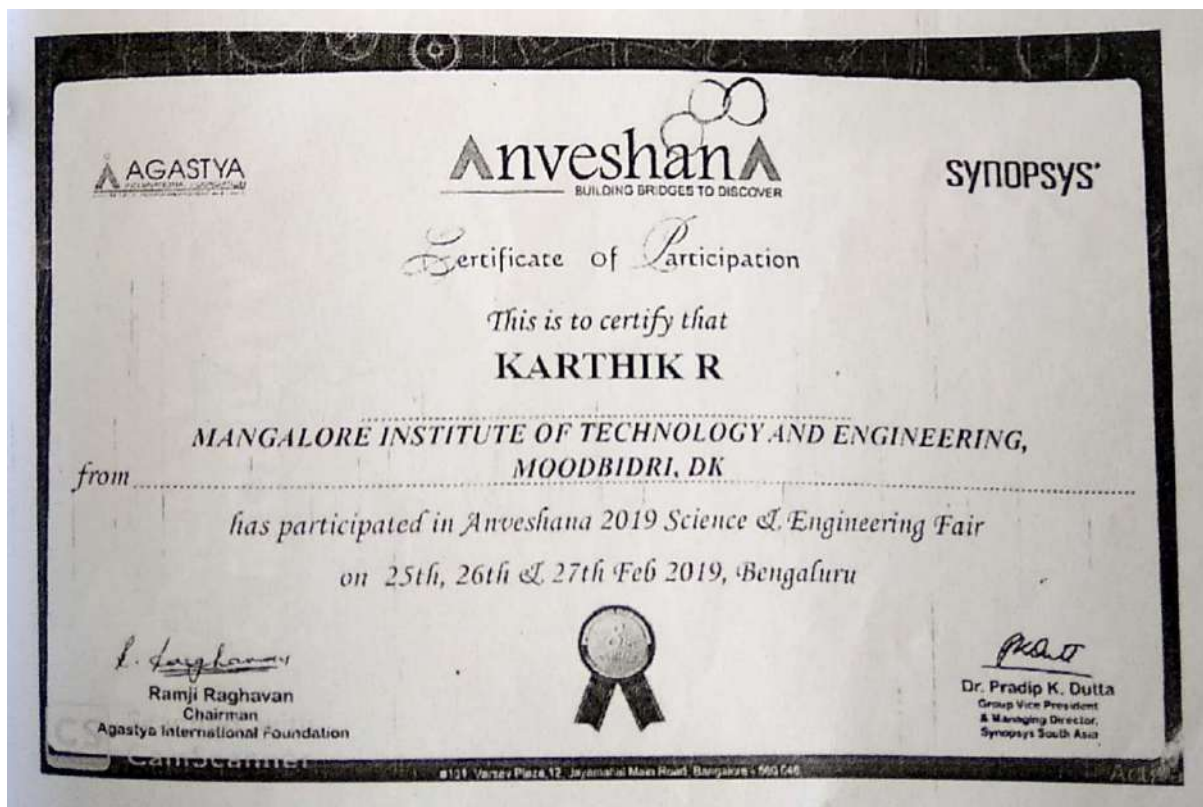 AGASTYA
AnveshanA
BUILDING BRIDGES TO DISCOVER
SYNOPSYS
Certificate of Participation
This is to certify that
KARTHIK R
MANGALORE INSTITUTE OF TECHNOLOGY AND ENGINEERING,
from MOODBIDRI, DK
has participated in Anveshana 2019 Science & Engineering Fair
on 25th, 26th & 27th Feb 2019, Bengaluru
Ramji Raghavan
Chairman
Agastya International Foundation
Dr. Pradip K. Dutta
Group Vice President
& Managing Director,
Synopsys South Asia
CS CamScanner